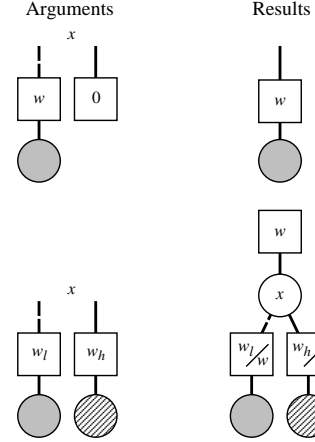 Arguments Results
x
w 0 w
w
x x
w_l w_h w_l/w w_h/